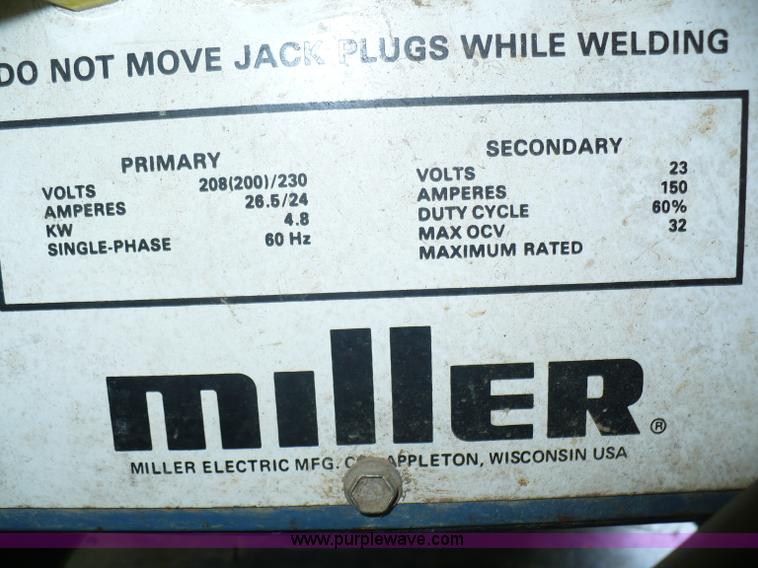 DO NOT MOVE JACK PLUGS WHILE WELDING
PRIMARY
VOLTS 208(200)/230
AMPERES 26.5/24
KW 4.8
SINGLE-PHASE 60 Hz
SECONDARY
VOLTS 23
AMPERES 150
DUTY CYCLE 60%
MAX OCV 32
MAXIMUM RATED
miller®
MILLER ELECTRIC MFG. APPLETON, WISCONSIN USA
www.purplewave.com